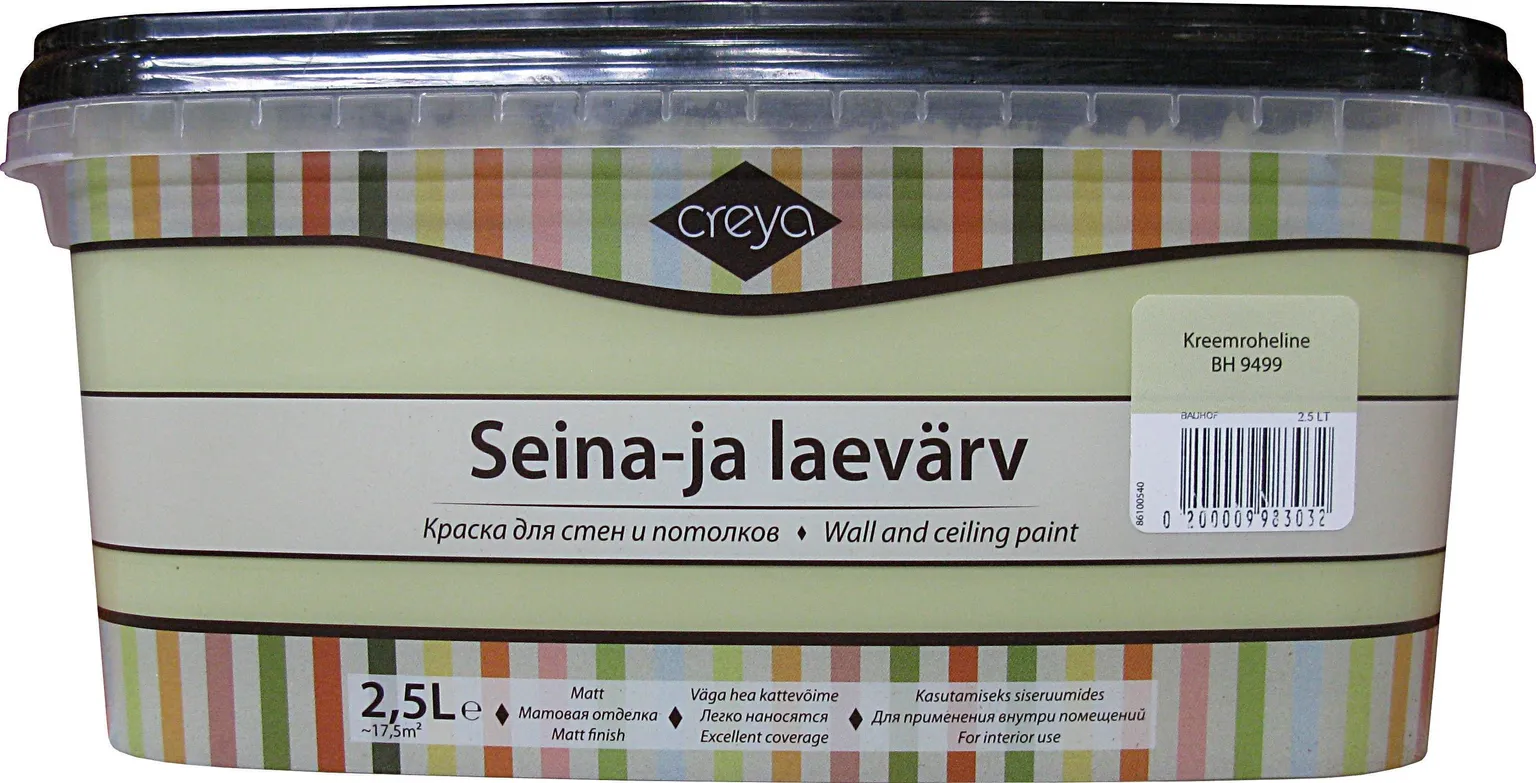 creya
Kreemroheline
BH 9499
BAUHOF 2.5 LT
86100540
0 200009 983032
Seina-ja laevärv
Краска для стен и потолков ♦ Wall and ceiling paint
2,5L ℮
~17,5m²
Matt
Матовая отделка
Matt finish
Väga hea kattevõime
Легко наносятся
Excellent coverage
Kasutamiseks siseruumides
Для применения внутри помещений
For interior use